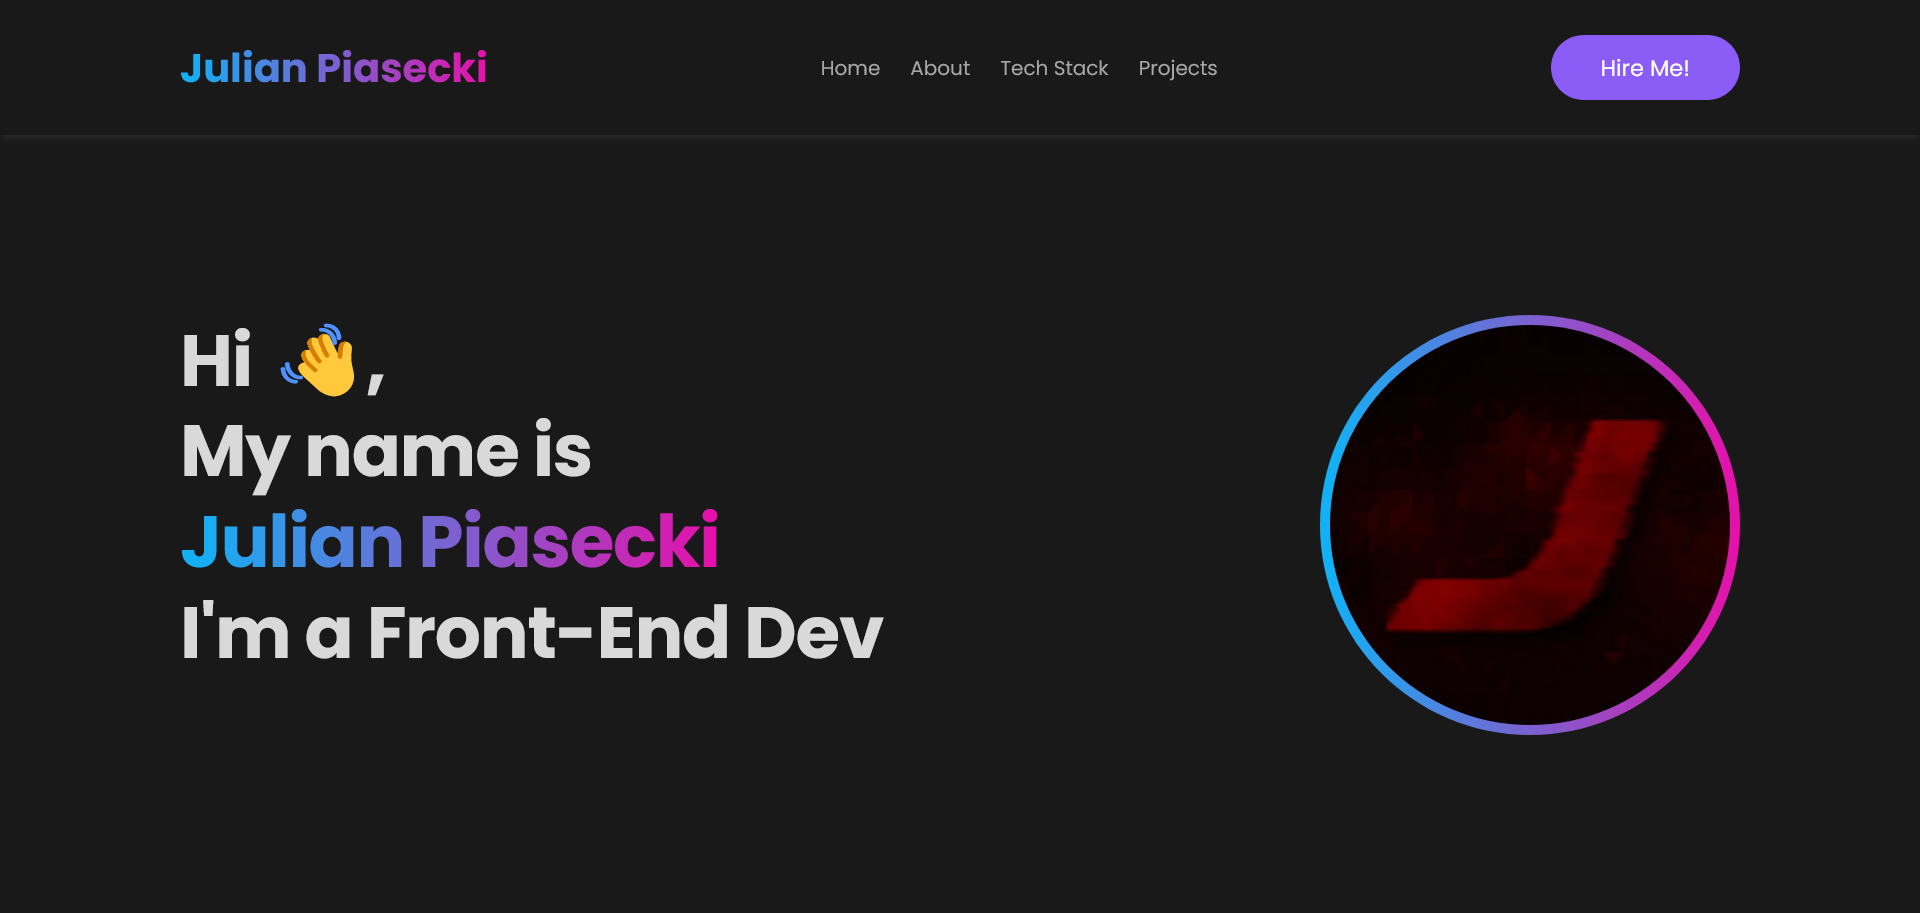 Julian Piasecki
Home
About
Tech Stack
Projects
Hire Me!
Hi 👋,
My name is
Julian Piasecki
I'm a Front-End Dev
J